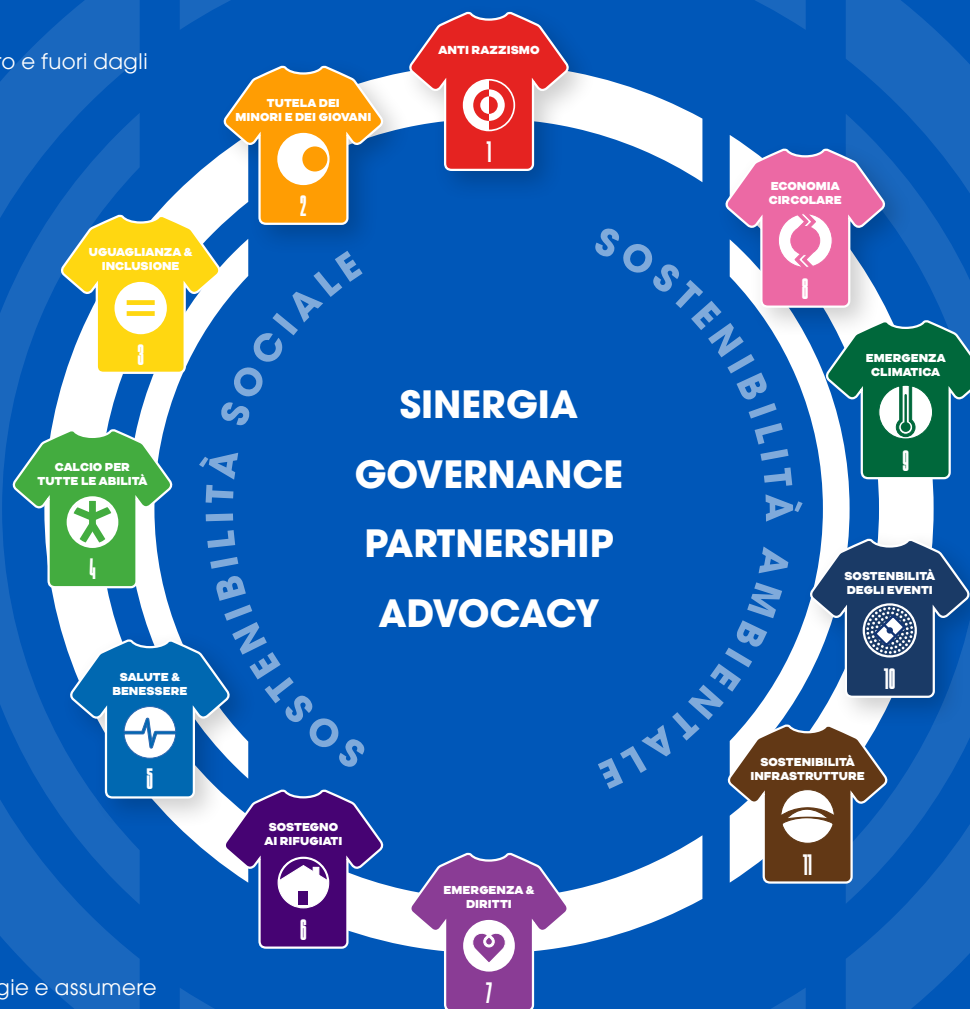 o e fuori dagli
ANTI RAZZISMO
1
TUTELA DEI
MINORI E DEI GIOVANI
2
UGUAGLIANZA &
INCLUSIONE
3
CALCIO PER
TUTTE LE ABILITÀ
4
SALUTE &
BENESSERE
5
SOSTEGNO
AI RIFUGIATI
6
EMERGENZA &
DIRITTI
7
ECONOMIA
CIRCOLARE
8
EMERGENZA
CLIMATICA
9
SOSTENBILITÀ
DEGLI EVENTI
10
SOSTENIBILITÀ
INFRASTRUTTURE
11
SOSTENIBILITÀ SOCIALE
SOSTENIBILITÀ AMBIENTALE
SINERGIA
GOVERNANCE
PARTNERSHIP
ADVOCACY
gie e assumere